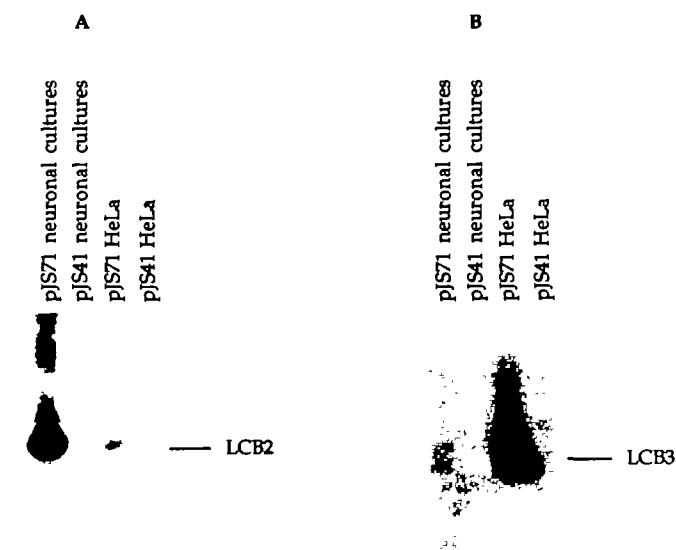 A
pJS71 neuronal cultures
pJS41 neuronal cultures
pJS71 HeLa
pJS41 HeLa
LCB2
B
pJS71 neuronal cultures
pJS41 neuronal cultures
pJS71 HeLa
pJS41 HeLa
LCB3